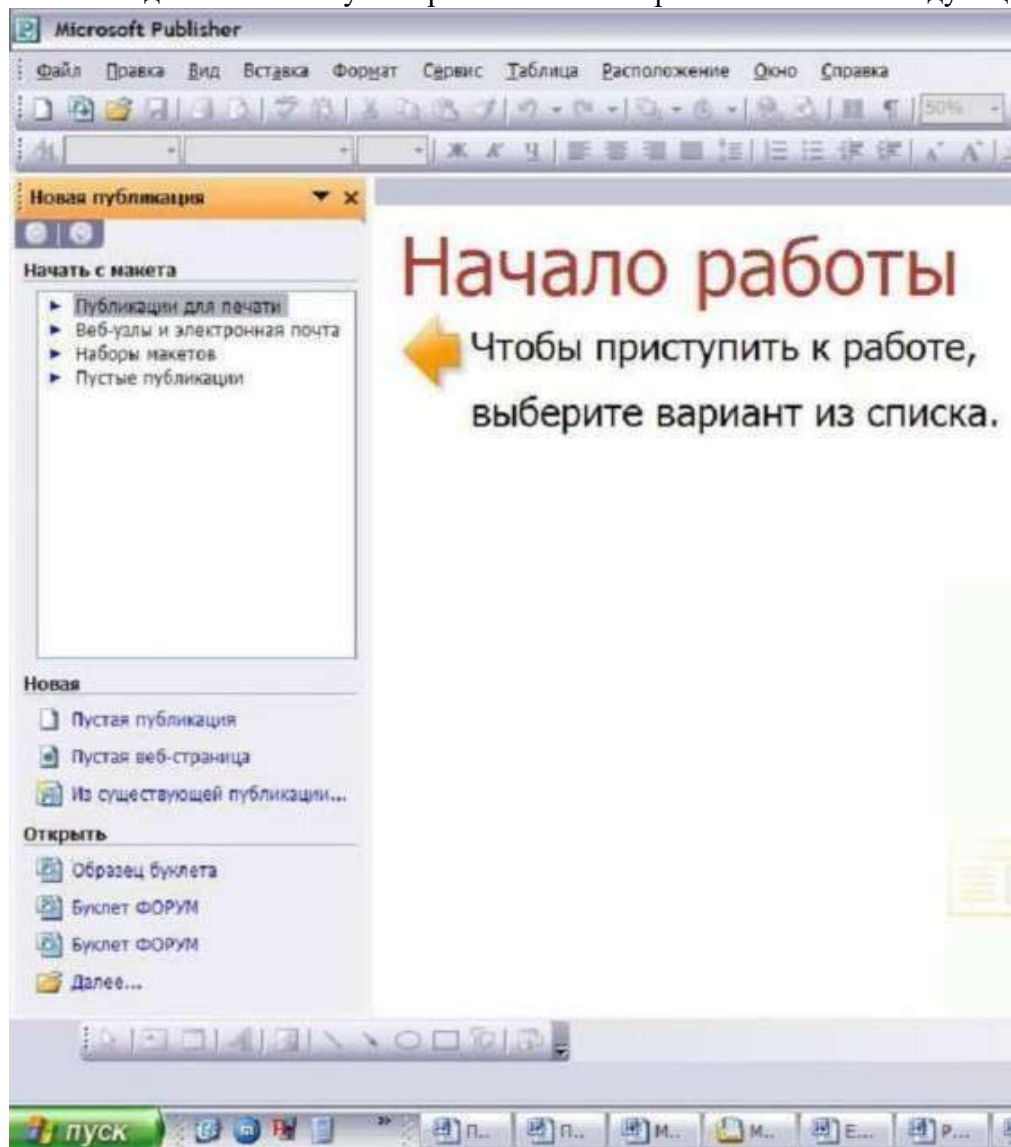 Microsoft Publisher
Файл Правка Вид Вставка Формат Сервис Таблица Расположение Окно Справка
50%
Ж К Ч
Новая публикация
Начать с макета
Публикации для печати
Веб-узлы и электронная почта
Наборы макетов
Пустые публикации
Начало работы
Чтобы приступить к работе,
выберите вариант из списка.
Новая
Пустая публикация
Пустая веб-страница
Из существующей публикации...
Открыть
Образец буклета
Буклет ФОРУМ
Буклет ФОРУМ
Далее...
пуск
П... П... М... М... Е... Р...